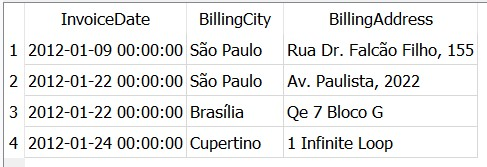 InvoiceDate BillingCity BillingAddress
1 2012-01-09 00:00:00 São Paulo Rua Dr. Falcão Filho, 155
2 2012-01-22 00:00:00 São Paulo Av. Paulista, 2022
3 2012-01-22 00:00:00 Brasília Qe 7 Bloco G
4 2012-01-24 00:00:00 Cupertino 1 Infinite Loop